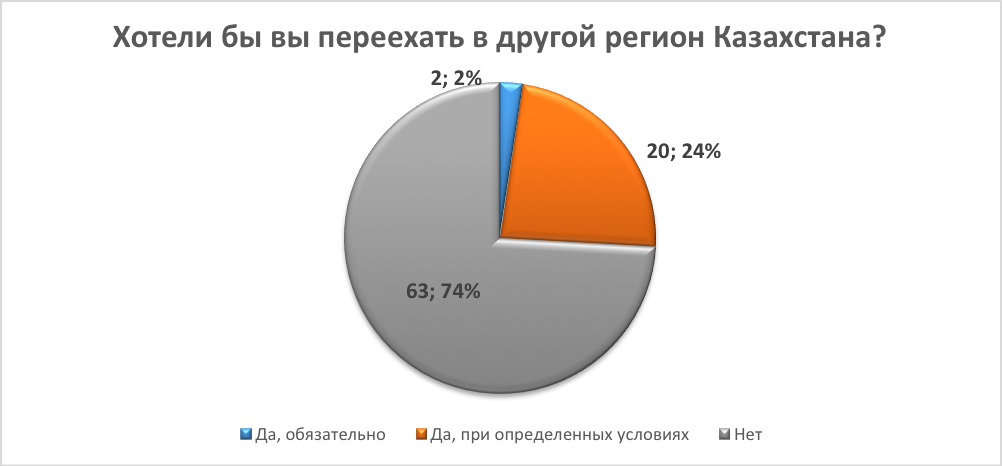 Хотели бы вы переехать в другой регион Казахстана?
2; 2%
20; 24%
63; 74%
Да, обязательно Да, при определенных условиях Нет